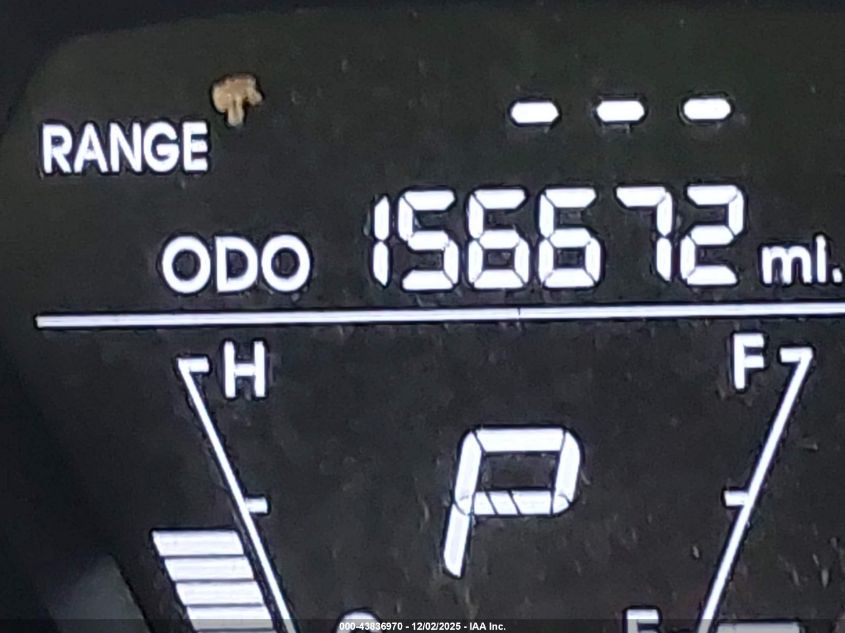 RANGE ---
ODO 156672 mi.
H F
P
E
000-43836970 - 12/02/2025 - IAA Inc.